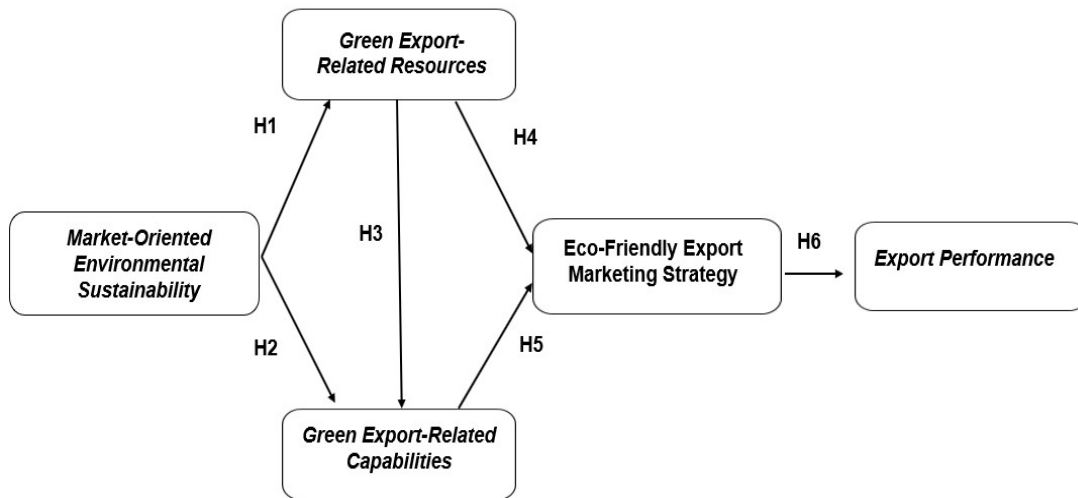 Green Export-
Related Resources
H1
H4
Market-Oriented
Environmental
Sustainability
H3
Eco-Friendly Export
Marketing Strategy
H6
Export Performance
H2
H5
Green Export-Related
Capabilities